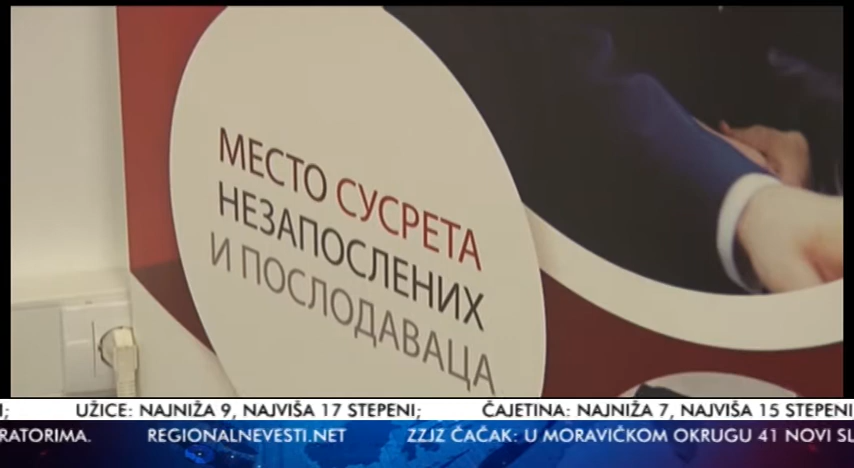 МЕСТО СУСРЕТА
НЕЗАПОСЛЕНИХ
И ПОСЛОДАВАЦА
UŽICE: NAJNIŽA 9, NAJVIŠA 17 STEPENI; ČAJETINA: NAJNIŽA 7, NAJVIŠA 15 STEPENI
REGIONALNEVESTI.NET ZZJZ ČAČAK: U MORAVIČKOM OKRUGU 41 NOVI